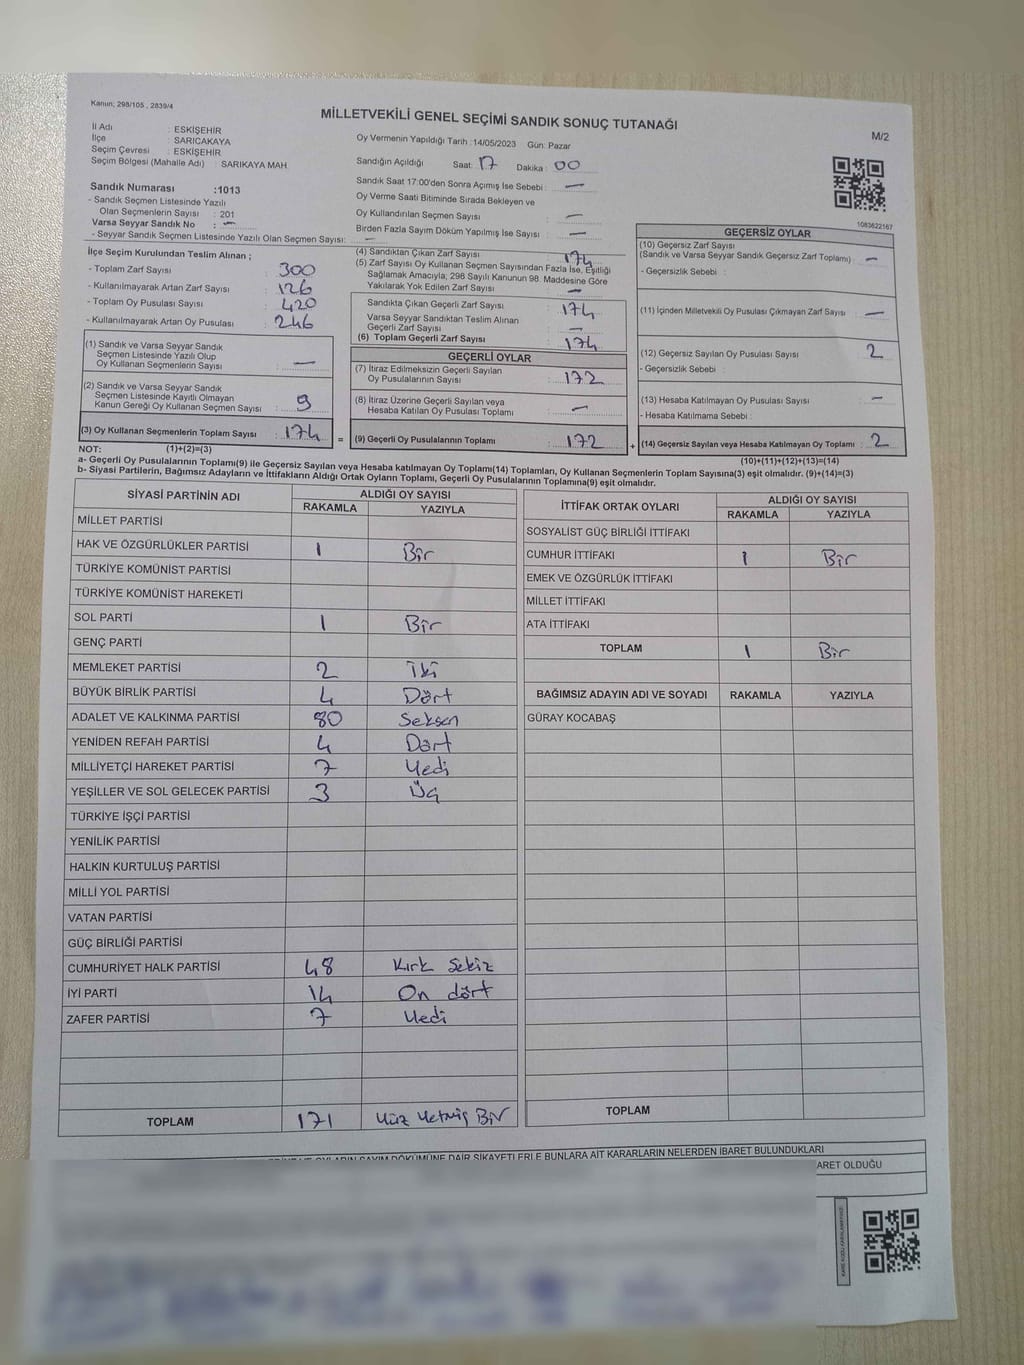 Kanun; 298/105 , 2839/4
MİLLETVEKİLİ GENEL SEÇİMİ SANDIK SONUÇ TUTANAĞI
M/2
İl Adı : ESKİŞEHİR
İlçe : SARICAKAYA
Seçim Çevresi : ESKİŞEHİR
Seçim Bölgesi (Mahalle Adı) : SARIKAYA MAH.
Sandık Numarası :1013
- Sandık Seçmen Listesinde Yazılı
Olan Seçmenlerin Sayısı : 201
Varsa Seyyar Sandık No : —
- Seyyar Sandık Seçmen Listesinde Yazılı Olan Seçmen Sayısı: —
Oy Vermenin Yapıldığı Tarih :14/05/2023 Gün: Pazar
Sandığın Açıldığı Saat: 17 Dakika : 00
Sandık Saat 17:00'den Sonra Açımış İse Sebebi : —
Oy Verme Saati Bitiminde Sırada Bekleyen ve
Oy Kullandırılan Seçmen Sayısı : —
Birden Fazla Sayım Döküm Yapılmış İse Sayısı : —
1083622167
İlçe Seçim Kurulundan Teslim Alınan ;
- Toplam Zarf Sayısı : 300
- Kullanılmayarak Artan Zarf Sayısı : 126
- Toplam Oy Pusulası Sayısı : 420
- Kullanılmayarak Artan Oy Pusulası : 246
(1) Sandık ve Varsa Seyyar Sandık
Seçmen Listesinde Yazılı Olup
Oy Kullanan Seçmenlerin Sayısı : —
(2) Sandık ve Varsa Seyyar Sandık
Seçmen Listesinde Kayıtlı Olmayan
Kanun Gereği Oy Kullanan Seçmen Sayısı : 9
(3) Oy Kullanan Seçmenlerin Toplam Sayısı : 174
(4) Sandıktan Çıkan Zarf Sayısı : 174
(5) Zarf Sayısı Oy Kullanan Seçmen Sayısından Fazla İse, Eşitliği
Sağlamak Amacıyla; 298 Sayılı Kanunun 98. Maddesine Göre
Yakılarak Yok Edilen Zarf Sayısı : —
Sandıkta Çıkan Geçerli Zarf Sayısı : 174
Varsa Seyyar Sandıktan Teslim Alınan
Geçerli Zarf Sayısı : —
(6) Toplam Geçerli Zarf Sayısı : 174
GEÇERLİ OYLAR
(7) İtiraz Edilmeksizin Geçerli Sayılan
Oy Pusulalarının Sayısı : 172
(8) İtiraz Üzerine Geçerli Sayılan veya
Hesaba Katılan Oy Pusulası Toplamı : —
= (9) Geçerli Oy Pusulalarının Toplamı : 172
GEÇERSİZ OYLAR
(10) Geçersiz Zarf Sayısı
(Sandık ve Varsa Seyyar Sandık Geçersiz Zarf Toplamı) : —
- Geçersizlik Sebebi :
(11) İçinden Milletvekili Oy Pusulası Çıkmayan Zarf Sayısı : —
(12) Geçersiz Sayılan Oy Pusulası Sayısı : 2
- Geçersizlik Sebebi :
(13) Hesaba Katılmayan Oy Pusulası Sayısı : —
- Hesaba Katılmama Sebebi :
+ (14) Geçersiz Sayılan veya Hesaba Katılmayan Oy Toplamı : 2
NOT: (1)+(2)=(3)
(10)+(11)+(12)+(13)=(14)
a- Geçerli Oy Pusulalarının Toplamı(9) ile Geçersiz Sayılan veya Hesaba katılmayan Oy Toplamı(14) Toplamları, Oy Kullanan Seçmenlerin Toplam Sayısına(3) eşit olmalıdır. (9)+(14)=(3)
b- Siyasi Partilerin, Bağımsız Adayların ve İttifakların Aldığı Ortak Oyların Toplamı, Geçerli Oy Pusulalarının Toplamına(9) eşit olmalıdır.
SİYASİ PARTİNİN ADI ALDIĞI OY SAYISI
RAKAMLA YAZIYLA
MİLLET PARTİSİ
HAK VE ÖZGÜRLÜKLER PARTİSİ 1 Bir
TÜRKİYE KOMÜNİST PARTİSİ
TÜRKİYE KOMÜNİST HAREKETİ
SOL PARTİ 1 Bir
GENÇ PARTİ
MEMLEKET PARTİSİ 2 İki
BÜYÜK BİRLİK PARTİSİ 4 Dört
ADALET VE KALKINMA PARTİSİ 80 Seksen
YENİDEN REFAH PARTİSİ 4 Dört
MİLLİYETÇİ HAREKET PARTİSİ 7 Yedi
YEŞİLLER VE SOL GELECEK PARTİSİ 3 Üç
TÜRKİYE İŞÇİ PARTİSİ
YENİLİK PARTİSİ
HALKIN KURTULUŞ PARTİSİ
MİLLİ YOL PARTİSİ
VATAN PARTİSİ
GÜÇ BİRLİĞİ PARTİSİ
CUMHURİYET HALK PARTİSİ 48 Kırk Sekiz
İYİ PARTİ 14 On dört
ZAFER PARTİSİ 7 Yedi
TOPLAM 171 Yüz Yetmiş Bir
İTTİFAK ORTAK OYLARI ALDIĞI OY SAYISI
RAKAMLA YAZIYLA
SOSYALİST GÜÇ BİRLİĞİ İTTİFAKI
CUMHUR İTTİFAKI 1 Bir
EMEK VE ÖZGÜRLÜK İTTİFAKI
MİLLET İTTİFAKI
ATA İTTİFAKI
TOPLAM 1 Bir
BAĞIMSIZ ADAYIN ADI VE SOYADI RAKAMLA YAZIYLA
GÜRAY KOCABAŞ
TOPLAM
SAYIM DÖKÜMÜNE DAİR ŞİKAYETLERLE BUNLARA AİT KARARLARIN NELERDEN İBARET BULUNDUKLARI
OLDUĞU